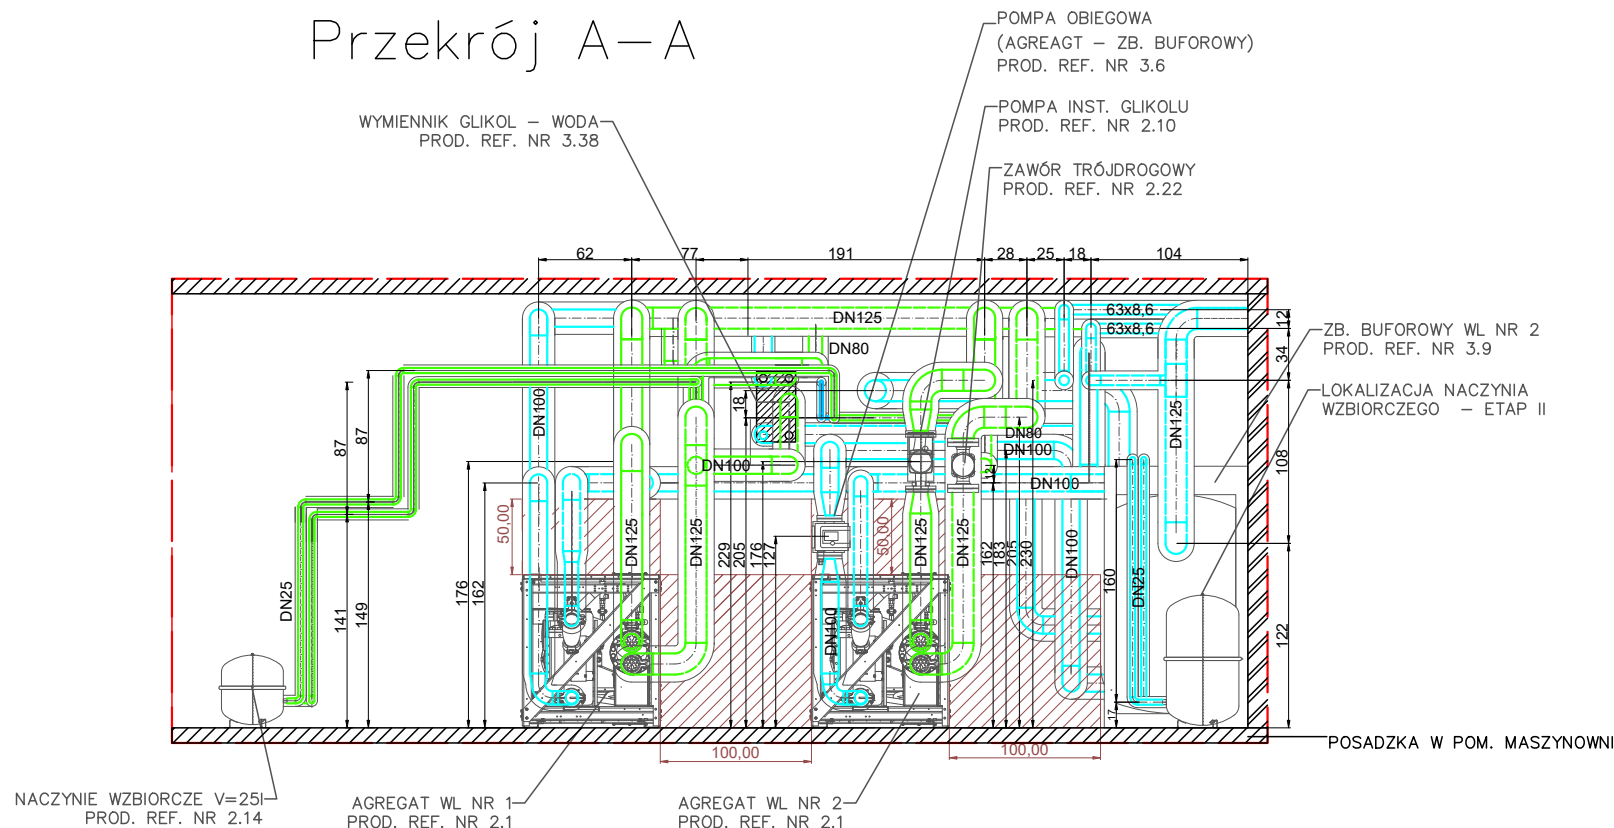 Przekrój A–A
POMPA OBIEGOWA
(AGREAGT – ZB. BUFOROWY)
PROD. REF. NR 3.6
WYMIENNIK GLIKOL – WODA
PROD. REF. NR 3.38
POMPA INST. GLIKOLU
PROD. REF. NR 2.10
ZAWÓR TRÓJDROGOWY
PROD. REF. NR 2.22
62
77
191
28
25
18
104
DN125
63x8,6
63x8,6
12
34
108
122
DN80
ZB. BUFOROWY WL NR 2
PROD. REF. NR 3.9
LOKALIZACJA NACZYNIA
WZBIORCZEGO – ETAP II
DN100
87
87
18
DN125
DN80
DN100
DN100
DN100
12
50,00
50,00
DN125
DN125
DN125
DN125
229
205
176
127
162
183
205
230
DN100
160
DN25
176
162
DN25
141
149
DN100
17
100,00
100,00
POSADZKA W POM. MASZYNOWNI
NACZYNIE WZBIORCZE V=25l
PROD. REF. NR 2.14
AGREGAT WL NR 1
PROD. REF. NR 2.1
AGREGAT WL NR 2
PROD. REF. NR 2.1